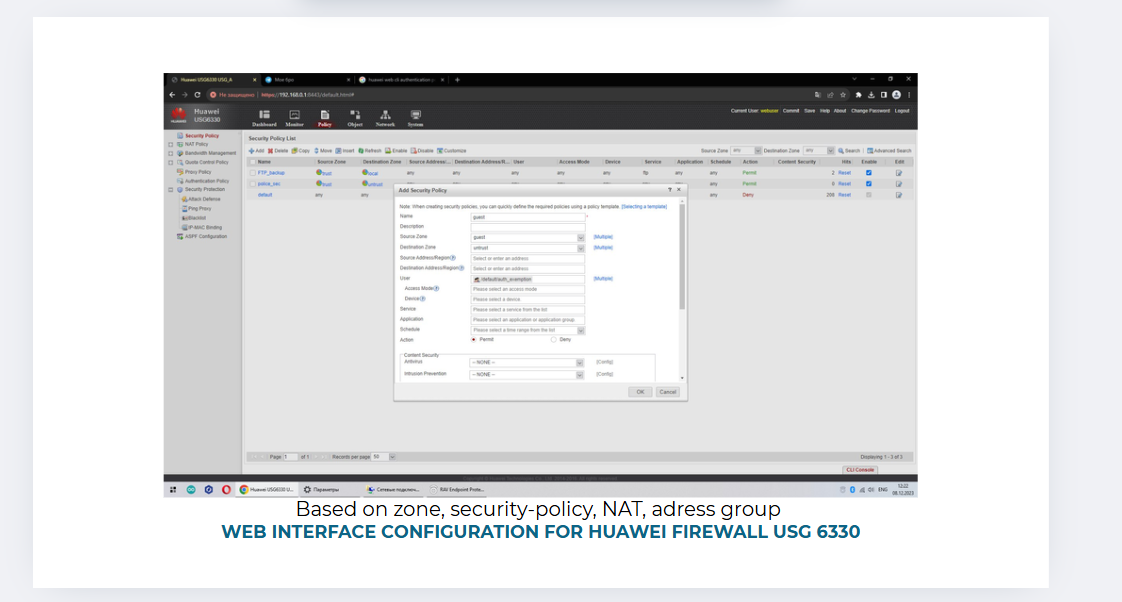 Huawei USG6330 USG_A
Мои бри
huawei web cli authentication
Не защищено https://192.168.0.1:8443/default.html#
HUAWEI
Huawei
USG6330
Dashboard Monitor Policy Object Network System
Current User: webuser Commit Save Help About Change Password Logout
Security Policy
NAT Policy
Bandwidth Management
Quota Control Policy
Proxy Policy
Authentication Policy
Security Protection
Attack Defense
Ping Proxy
Blacklist
IP-MAC Binding
ASPF Configuration
Security Policy List
Add Delete Copy Move Insert Refresh Enable Disable Customize
Source Zone any Destination Zone any Search Advanced Search
Name Source Zone Destination Zone Source Address/... Destination Address/R... User Access Mode Device Service Application Schedule Action Content Security Hits Enable Edit
FTP_backup trust local any any any any any ftp any any Permit 2 Reset
policy_sec trust untrust any Permit 0 Reset
default any any any Deny 298 Reset
Add Security Policy ? ×
Note: When creating security policies, you can quickly define the required policies using a policy template. [Selecting a template]
Name guest *
Description
Source Zone guest [Multiple]
Destination Zone untrust [Multiple]
Source Address/Region Select or enter an address
Destination Address/Region Select or enter an address
User /default/auth_exemption [Multiple]
Access Mode Please select an access mode
Device Please select a device
Service Please select a service from the list
Application Please select an application or application group
Schedule Please select a time range from the list
Action Permit Deny
Content Security
Antivirus -- NONE -- [Config]
Intrusion Prevention -- NONE -- [Config]
OK Cancel
Page 1 of 1 Records per page 50
Displaying 1 - 3 of 3
CLI Console
Huawei USG6330 U...
Параметры
Сетевые подключ...
RAV Endpoint Prote...
ENG
08.12.2023
Based on zone, security-policy, NAT, adress group
WEB INTERFACE CONFIGURATION FOR HUAWEI FIREWALL USG 6330